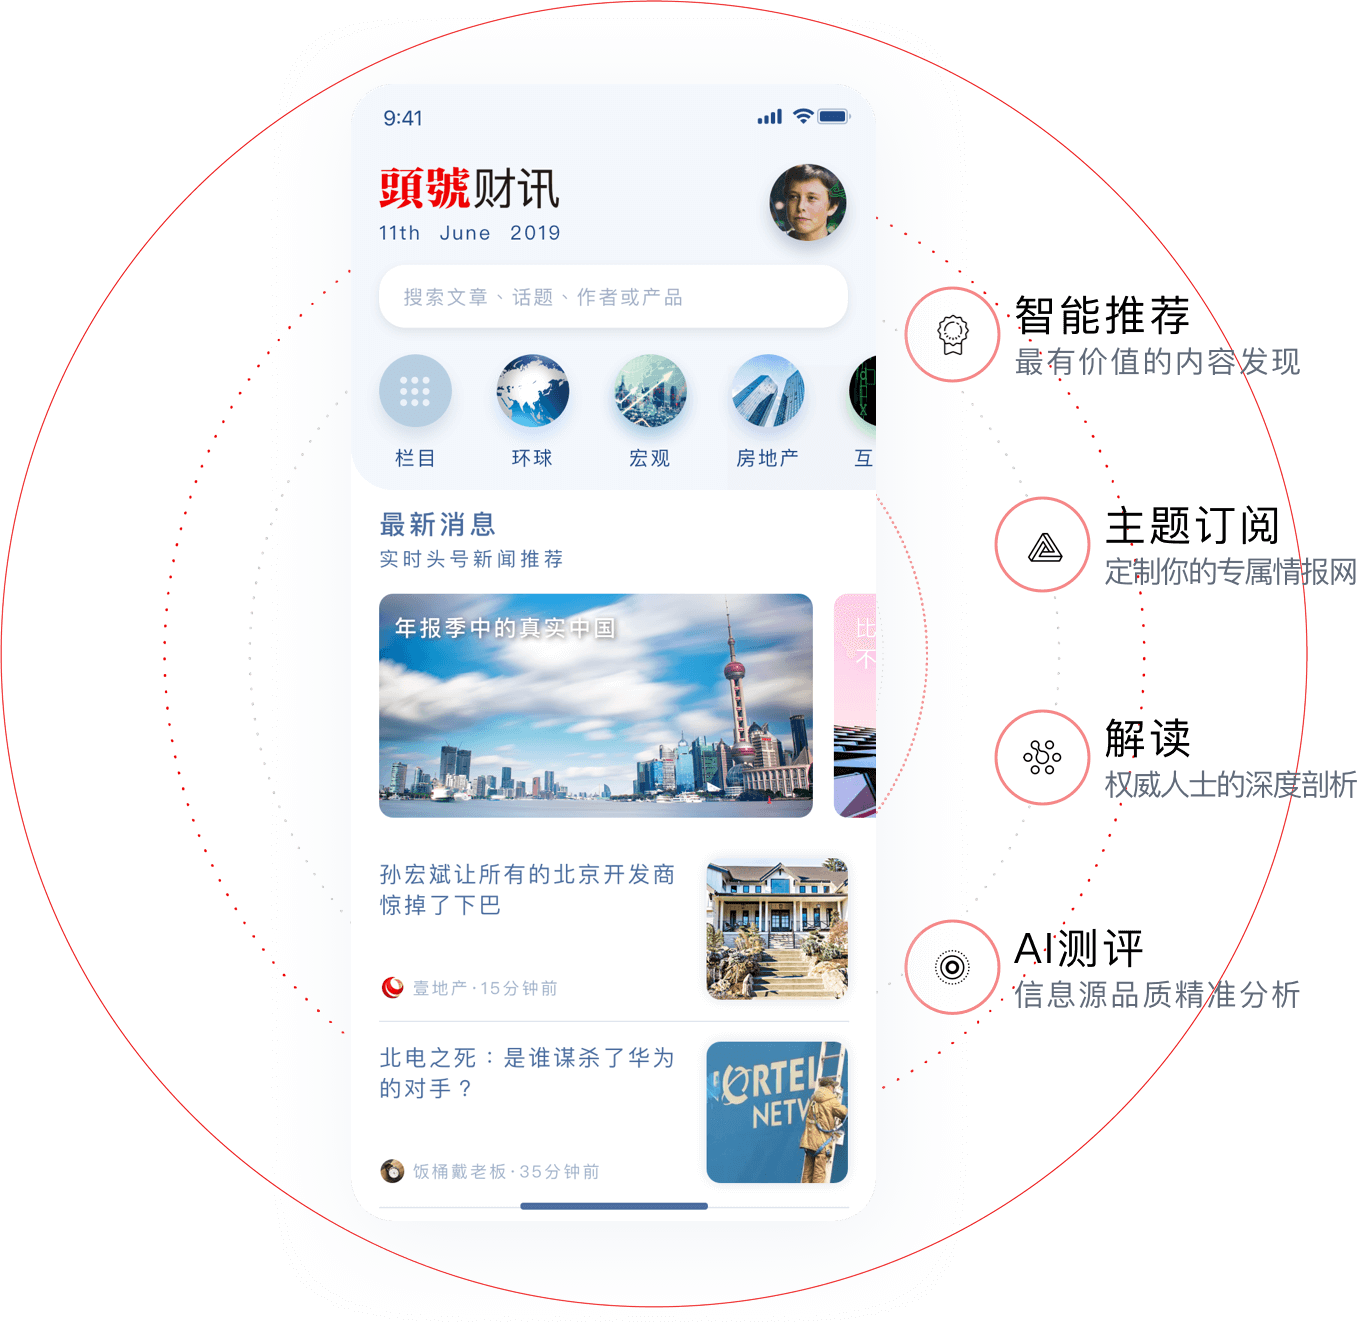 9:41
頭號财讯
11th June 2019
搜索文章、话题、作者或产品
栏目
环球
宏观
房地产
互
最新消息
实时头号新闻推荐
年报季中的真实中国
比
不
孙宏斌让所有的北京开发商
惊掉了下巴
壹地产·15分钟前
北电之死：是谁谋杀了华为
的对手？
ORTEL
NETW
饭桶戴老板·35分钟前
智能推荐
最有价值的内容发现
主题订阅
定制你的专属情报网
解读
权威人士的深度剖析
AI测评
信息源品质精准分析